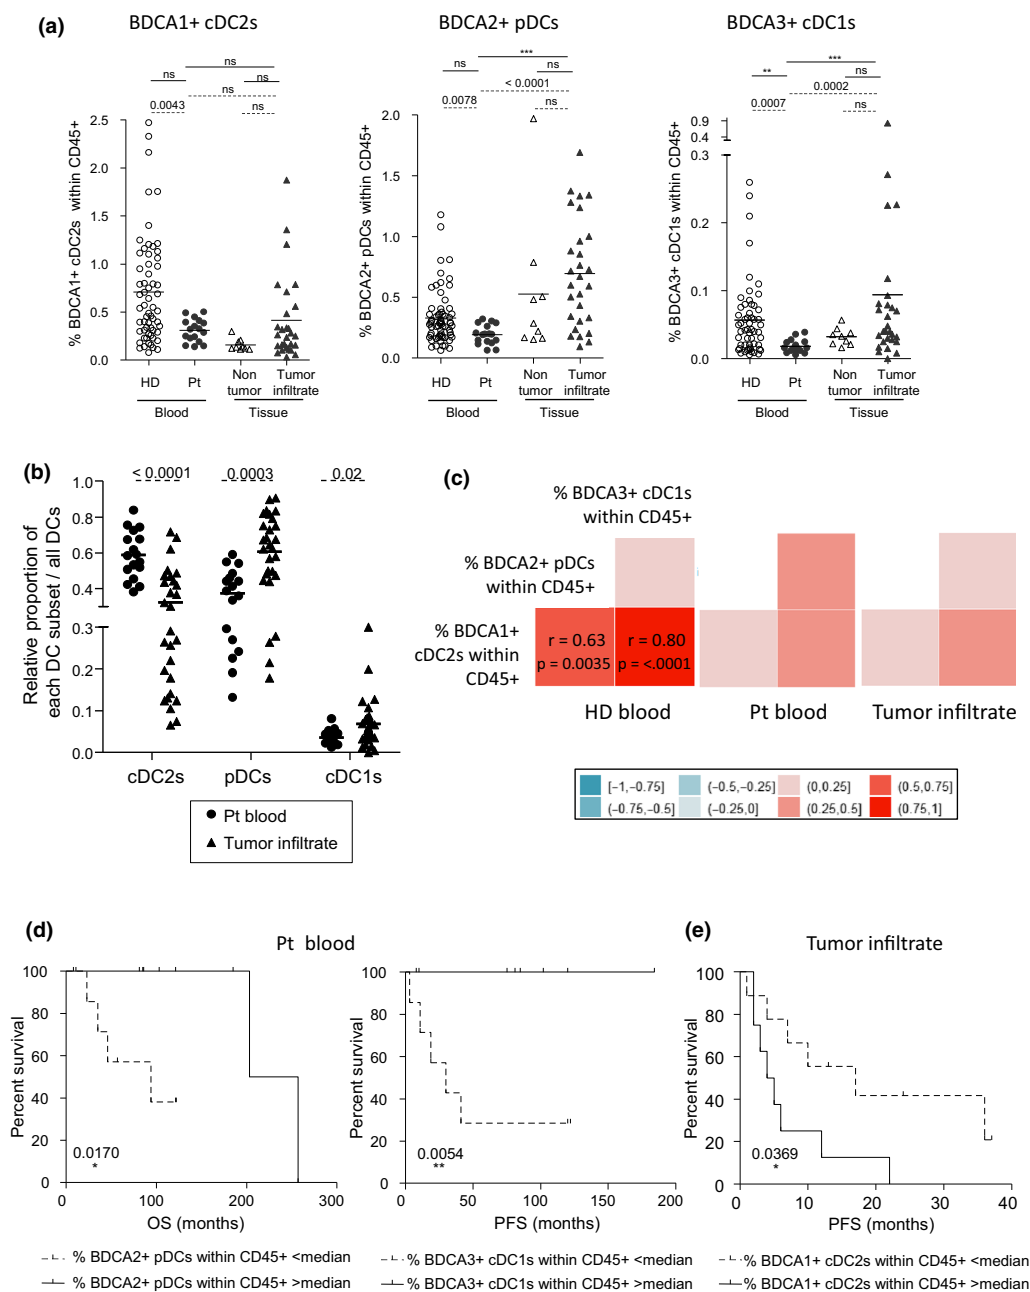 (a)
BDCA1+ cDC2s
BDCA2+ pDCs
BDCA3+ cDC1s
ns
ns
ns
ns
0.0043
ns
% BDCA1+ cDC2s within CD45+
2.5
2.0
1.5
1.0
0.5
0.0
HD
Pt
Non tumor
Tumor infiltrate
Blood
Tissue
***
ns
ns
< 0.0001
0.0078
ns
% BDCA2+ pDCs within CD45+
2.0
1.5
1.0
0.5
0.0
HD
Pt
Non tumor
Tumor infiltrate
Blood
Tissue
***
**
ns
0.0002
0.0007
ns
% BDCA3+ cDC1s within CD45+
0.9
0.4
0.3
0.2
0.1
0.0
HD
Pt
Non tumor
Tumor infiltrate
Blood
Tissue
(b)
< 0.0001
0.0003
0.02
Relative proportion of
each DC subset / all DCs
1.0
0.8
0.6
0.4
0.3
0.2
0.1
0.0
cDC2s
pDCs
cDC1s
Pt blood
Tumor infiltrate
(c)
% BDCA3+ cDC1s
within CD45+
% BDCA2+ pDCs
within CD45+
% BDCA1+
cDC2s within
CD45+
r = 0.63
p = 0.0035
r = 0.80
p = <.0001
HD blood
Pt blood
Tumor infiltrate
[-1,-0.75]
(-0.5,-0.25]
(0,0.25]
(0.5,0.75]
(-0.75,-0.5]
(-0.25,0]
(0.25,0.5]
(0.75,1]
(d)
Pt blood
Percent survival
100
80
60
40
20
0
0.0170
*
0
100
200
300
OS (months)
% BDCA2+ pDCs within CD45+ <median
% BDCA2+ pDCs within CD45+ >median
Percent survival
100
80
60
40
20
0
0.0054
**
0
50
100
150
200
PFS (months)
% BDCA3+ cDC1s within CD45+ <median
% BDCA3+ cDC1s within CD45+ >median
(e)
Tumor infiltrate
Percent survival
100
80
60
40
20
0
0.0369
*
0
10
20
30
40
PFS (months)
% BDCA1+ cDC2s within CD45+ <median
% BDCA1+ cDC2s within CD45+ >median